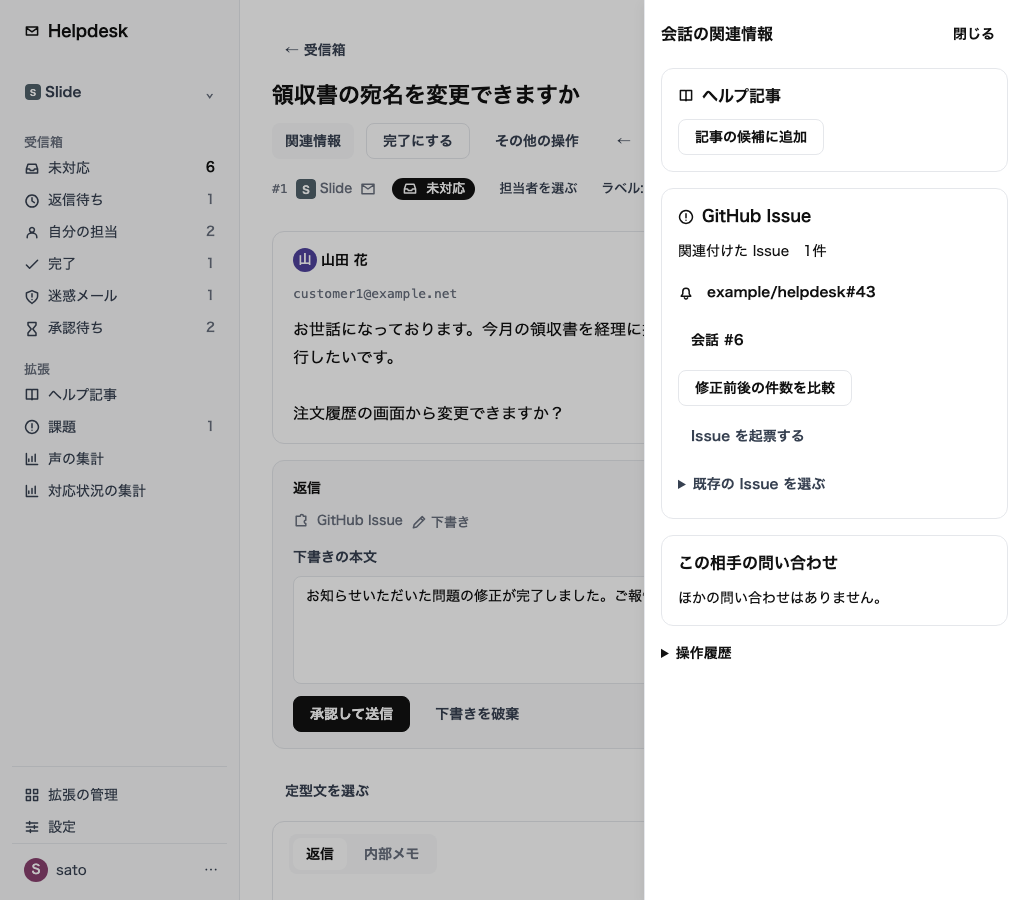 Helpdesk
S Slide
受信箱
未対応 6
返信待ち 1
自分の担当 2
完了 1
迷惑メール 1
承認待ち 2
拡張
ヘルプ記事
課題 1
声の集計
対応状況の集計
拡張の管理
設定
S sato ...
← 受信箱
領収書の宛名を変更できますか
関連情報 完了にする その他の操作 ←
#1 S Slide 未対応 担当者を選ぶ ラベル:
山 山田 花
customer1@example.net
お世話になっております。今月の領収書を経理に
行したいです。
注文履歴の画面から変更できますか？
返信
GitHub Issue 下書き
下書きの本文
お知らせいただいた問題の修正が完了しました。ご報
承認して送信 下書きを破棄
定型文を選ぶ
返信 内部メモ
会話の関連情報 閉じる
ヘルプ記事
記事の候補に追加
GitHub Issue
関連付けた Issue 1件
example/helpdesk#43
会話 #6
修正前後の件数を比較
Issue を起票する
▶ 既存の Issue を選ぶ
この相手の問い合わせ
ほかの問い合わせはありません。
▶ 操作履歴